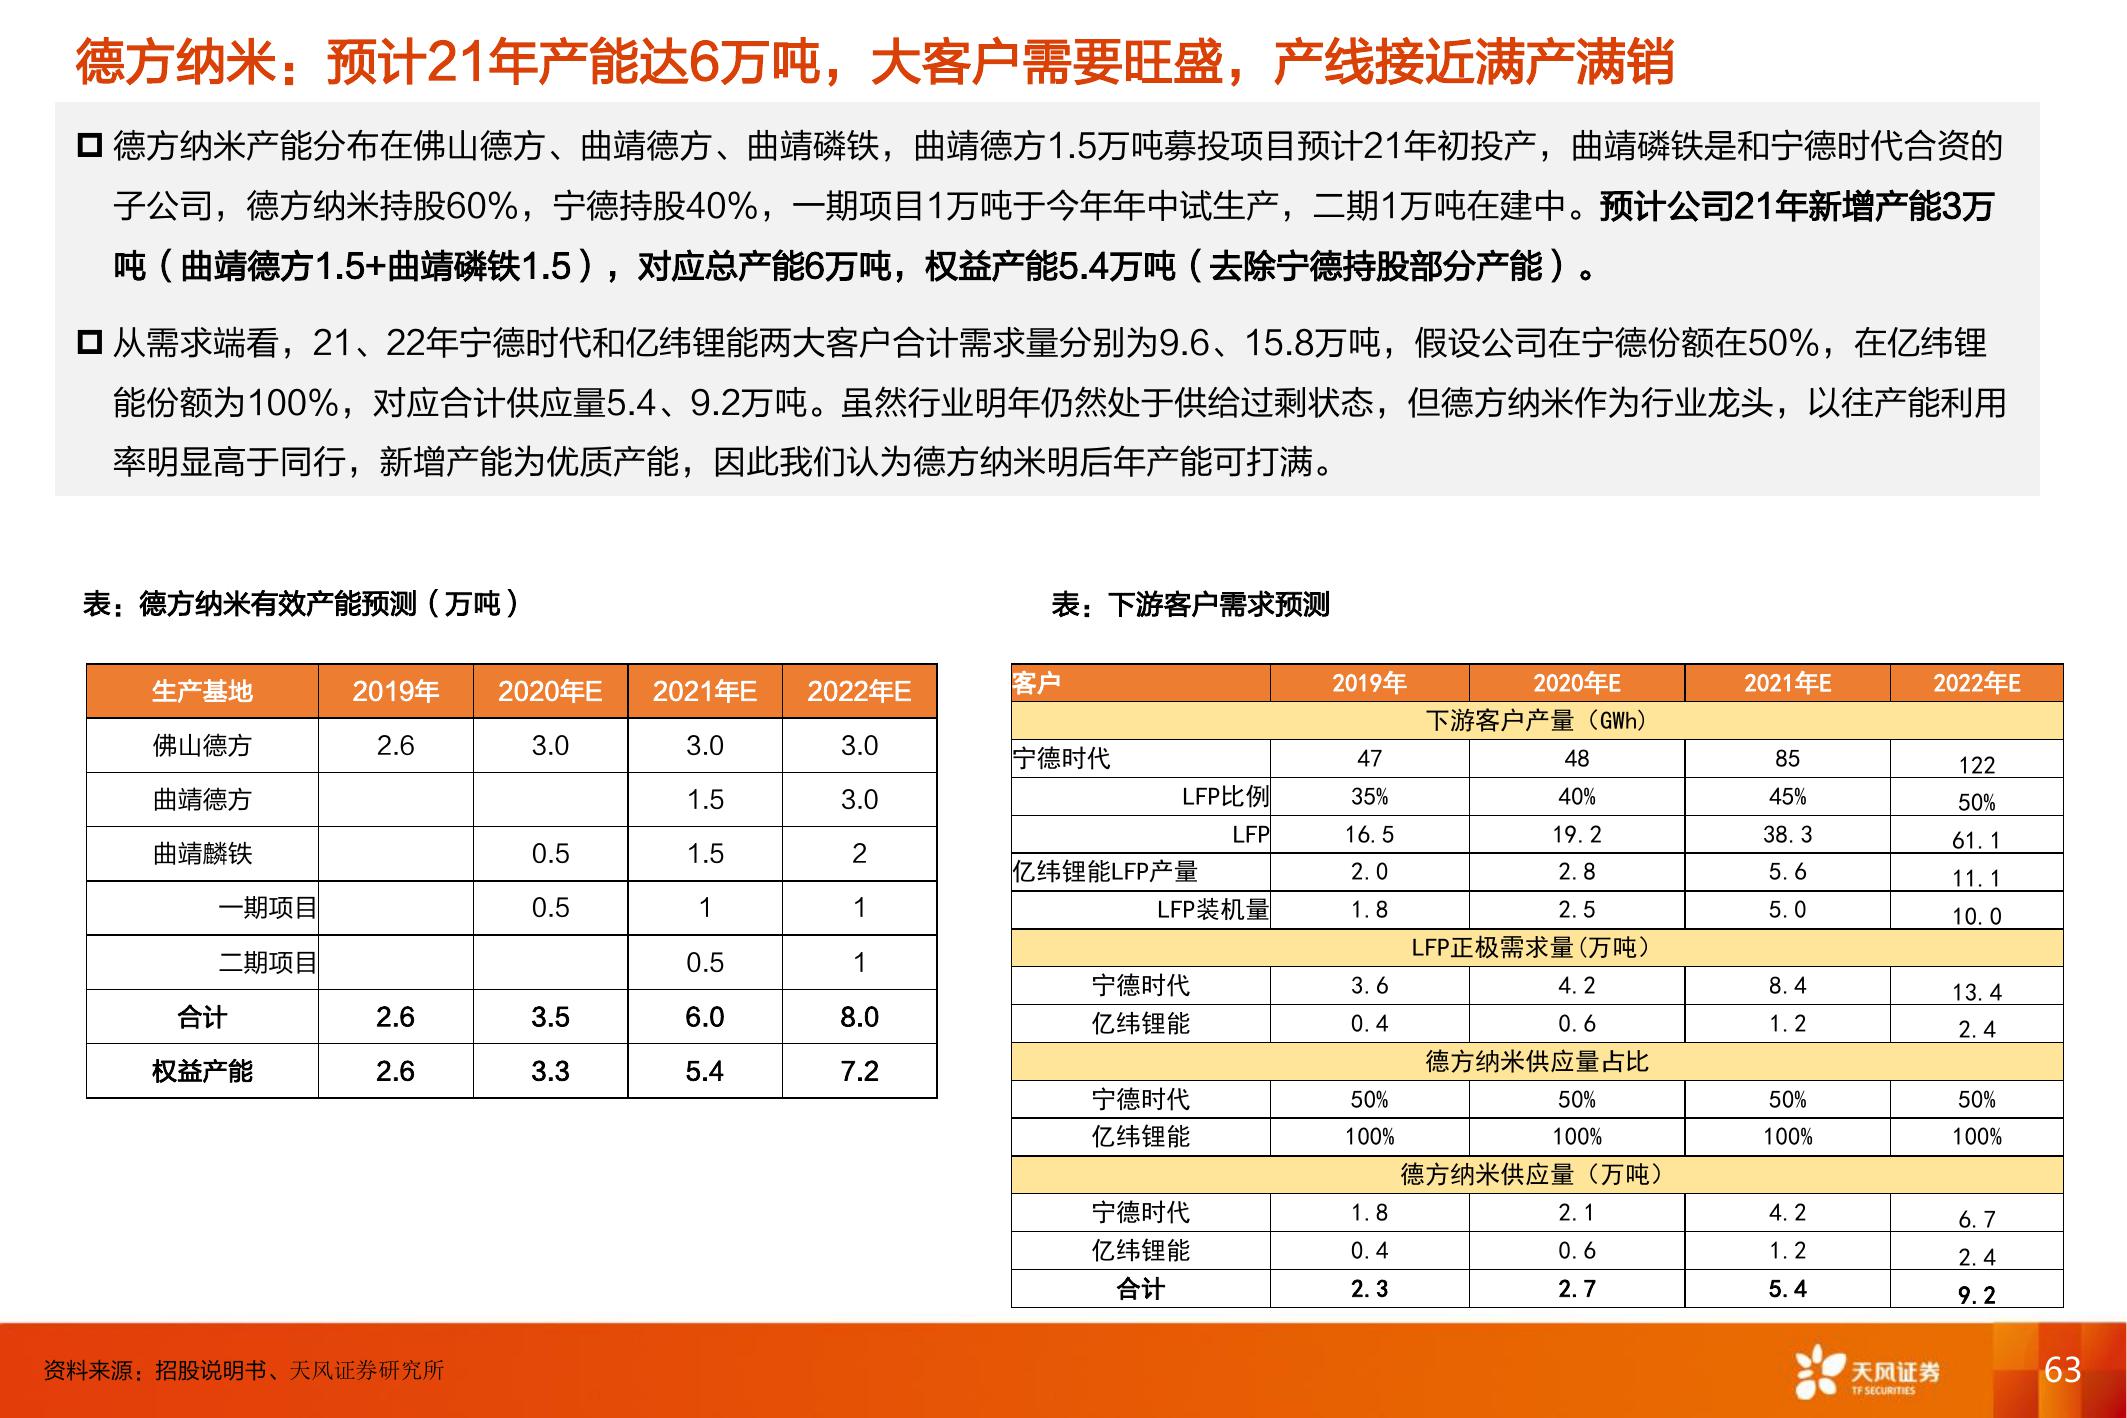 德方纳米：预计21年产能达6万吨，大客户需要旺盛，产线接近满产满销
德方纳米产能分布在佛山德方、曲靖德方、曲靖磷铁，曲靖德方1.5万吨募投项目预计21年初投产，曲靖磷铁是和宁德时代合资的
子公司，德方纳米持股60%，宁德持股40%，一期项目1万吨于今年年中试生产，二期1万吨在建中。预计公司21年新增产能3万
吨（曲靖德方1.5+曲靖磷铁1.5），对应总产能6万吨，权益产能5.4万吨（去除宁德持股部分产能）。
从需求端看，21、22年宁德时代和亿纬锂能两大客户合计需求量分别为9.6、15.8万吨，假设公司在宁德份额在50%，在亿纬锂
能份额为100%，对应合计供应量5.4、9.2万吨。虽然行业明年仍然处于供给过剩状态，但德方纳米作为行业龙头，以往产能利用
率明显高于同行，新增产能为优质产能，因此我们认为德方纳米明后年产能可打满。
表：德方纳米有效产能预测（万吨）
生产基地 2019年 2020年E 2021年E 2022年E
佛山德方 2.6 3.0 3.0 3.0
曲靖德方 1.5 3.0
曲靖麟铁 0.5 1.5 2
一期项目 0.5 1 1
二期项目 0.5 1
合计 2.6 3.5 6.0 8.0
权益产能 2.6 3.3 5.4 7.2
表：下游客户需求预测
客户 2019年 2020年E 2021年E 2022年E
下游客户产量（GWh）
宁德时代 47 48 85 122
LFP比例 35% 40% 45% 50%
LFP 16.5 19.2 38.3 61.1
亿纬锂能LFP产量 2.0 2.8 5.6 11.1
LFP装机量 1.8 2.5 5.0 10.0
LFP正极需求量(万吨）
宁德时代 3.6 4.2 8.4 13.4
亿纬锂能 0.4 0.6 1.2 2.4
德方纳米供应量占比
宁德时代 50% 50% 50% 50%
亿纬锂能 100% 100% 100% 100%
德方纳米供应量（万吨）
宁德时代 1.8 2.1 4.2 6.7
亿纬锂能 0.4 0.6 1.2 2.4
合计 2.3 2.7 5.4 9.2
资料来源：招股说明书、天风证券研究所
天风证券
TF SECURITIES
63